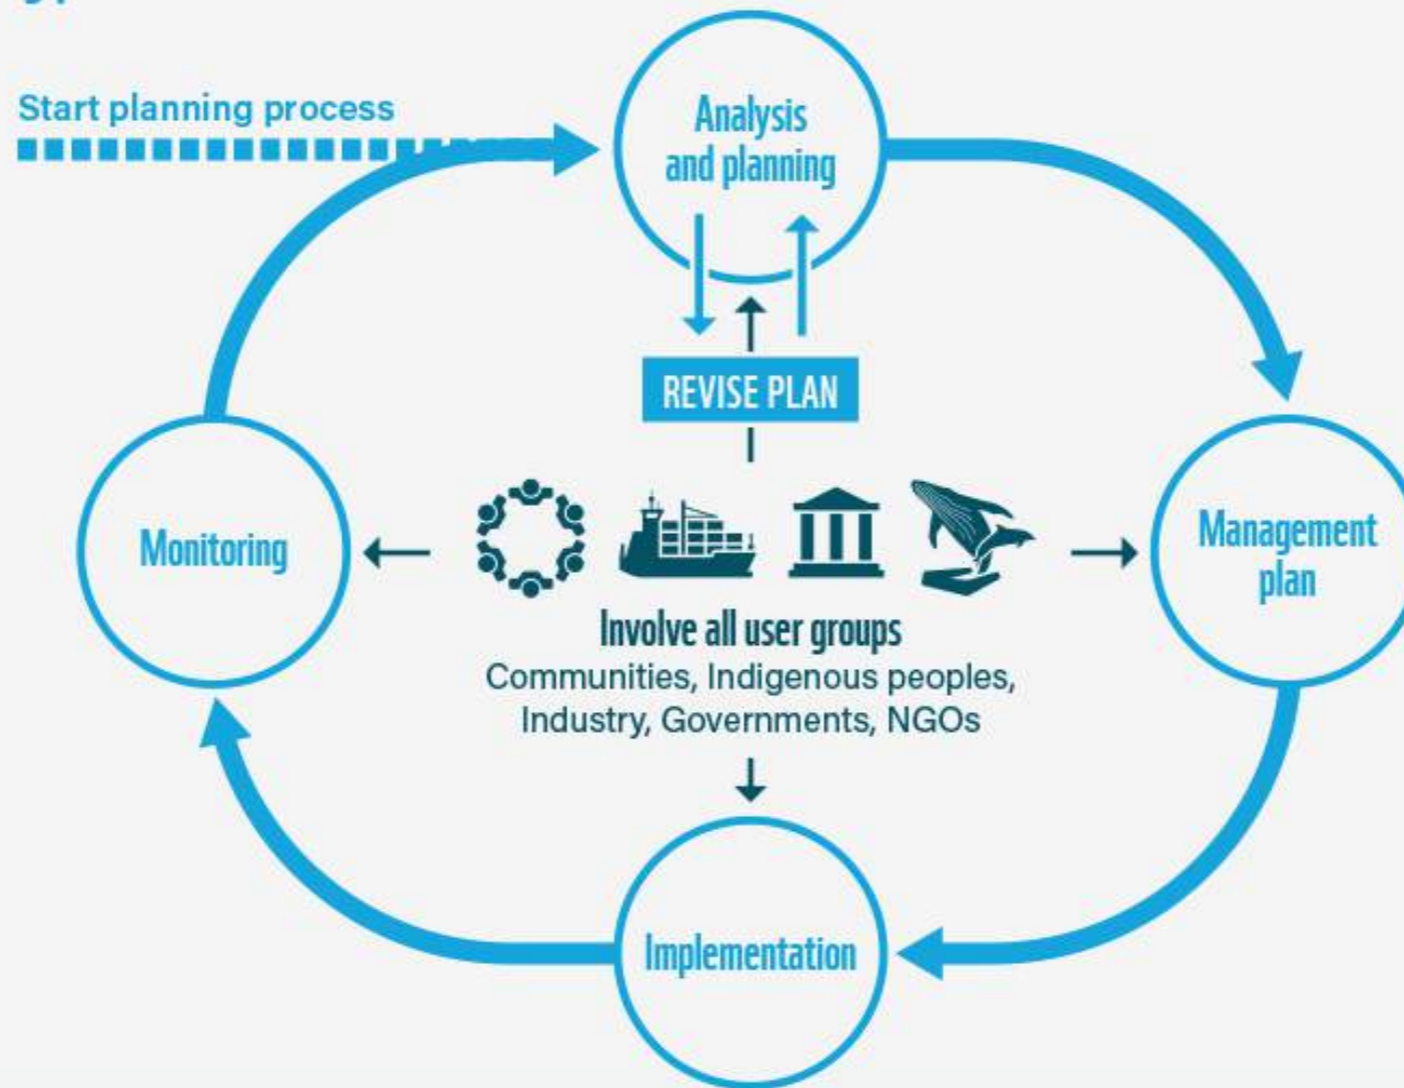 Start planning process
Analysis
and planning
REVISE PLAN
Monitoring
Management
plan
Involve all user groups
Communities, Indigenous peoples,
Industry, Governments, NGOs
Implementation